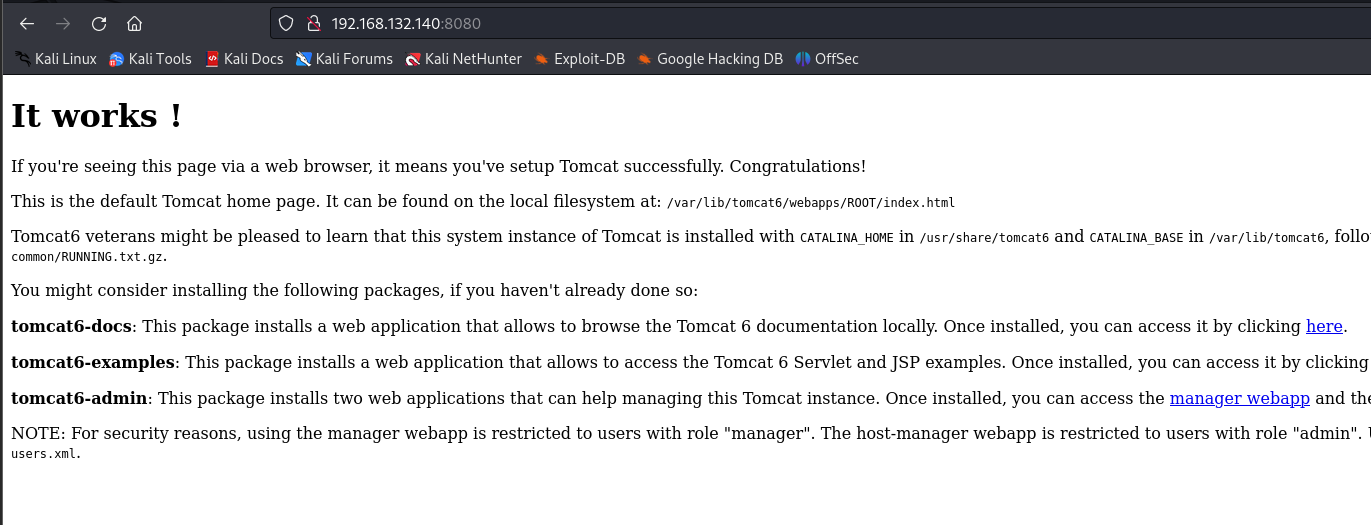 192.168.132.140:8080
Kali Linux Kali Tools Kali Docs Kali Forums Kali NetHunter Exploit-DB Google Hacking DB OffSec
It works !
If you're seeing this page via a web browser, it means you've setup Tomcat successfully. Congratulations!
This is the default Tomcat home page. It can be found on the local filesystem at: /var/lib/tomcat6/webapps/ROOT/index.html
Tomcat6 veterans might be pleased to learn that this system instance of Tomcat is installed with CATALINA_HOME in /usr/share/tomcat6 and CATALINA_BASE in /var/lib/tomcat6, follo
common/RUNNING.txt.gz.
You might consider installing the following packages, if you haven't already done so:
tomcat6-docs: This package installs a web application that allows to browse the Tomcat 6 documentation locally. Once installed, you can access it by clicking here.
tomcat6-examples: This package installs a web application that allows to access the Tomcat 6 Servlet and JSP examples. Once installed, you can access it by clicking
tomcat6-admin: This package installs two web applications that can help managing this Tomcat instance. Once installed, you can access the manager webapp and the
NOTE: For security reasons, using the manager webapp is restricted to users with role "manager". The host-manager webapp is restricted to users with role "admin".
users.xml.